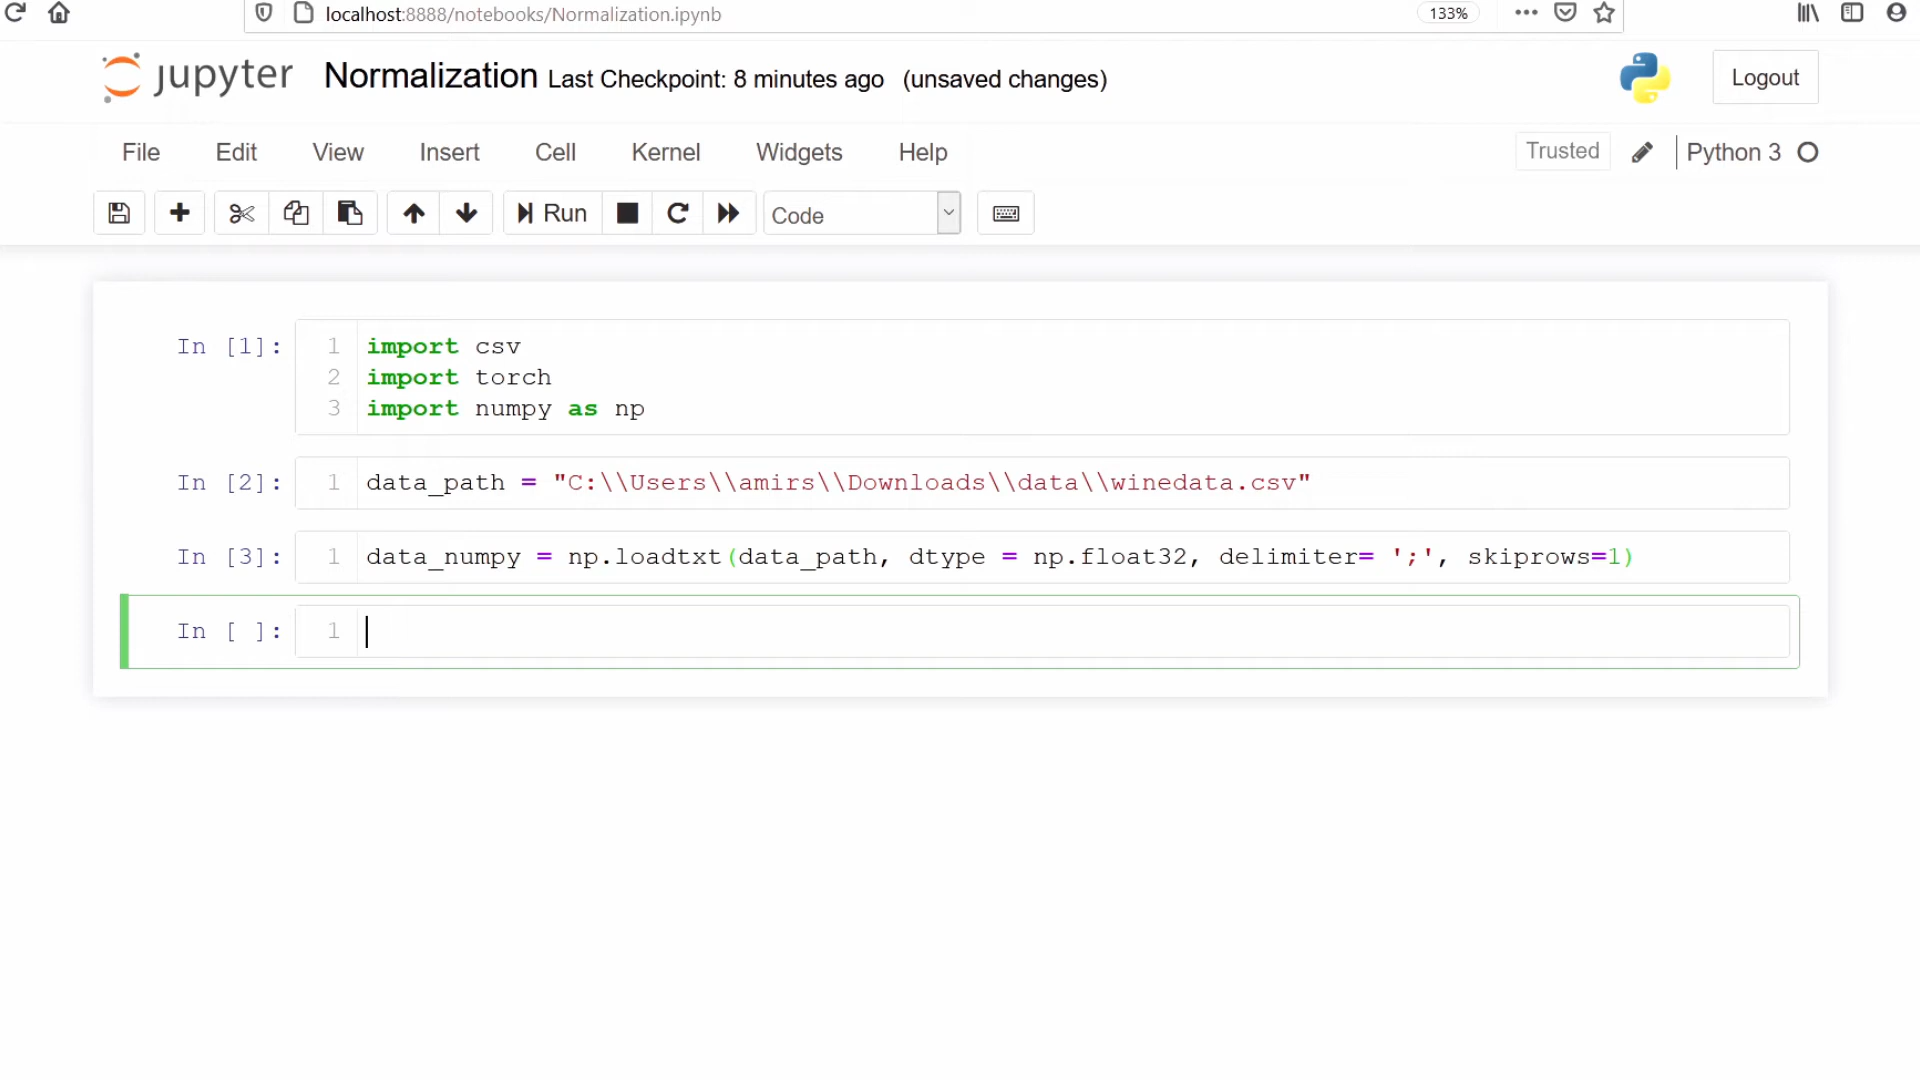 localhost:8888/notebooks/Normalization.ipynb 133%
jupyter Normalization Last Checkpoint: 8 minutes ago (unsaved changes) Logout
File Edit View Insert Cell Kernel Widgets Help Trusted Python 3
Run Code
In [1]: 1 import csv
2 import torch
3 import numpy as np
In [2]: 1 data_path = "C:\\Users\\amirs\\Downloads\\data\\winedata.csv"
In [3]: 1 data_numpy = np.loadtxt(data_path, dtype = np.float32, delimiter= ';', skiprows=1)
In [ ]: 1